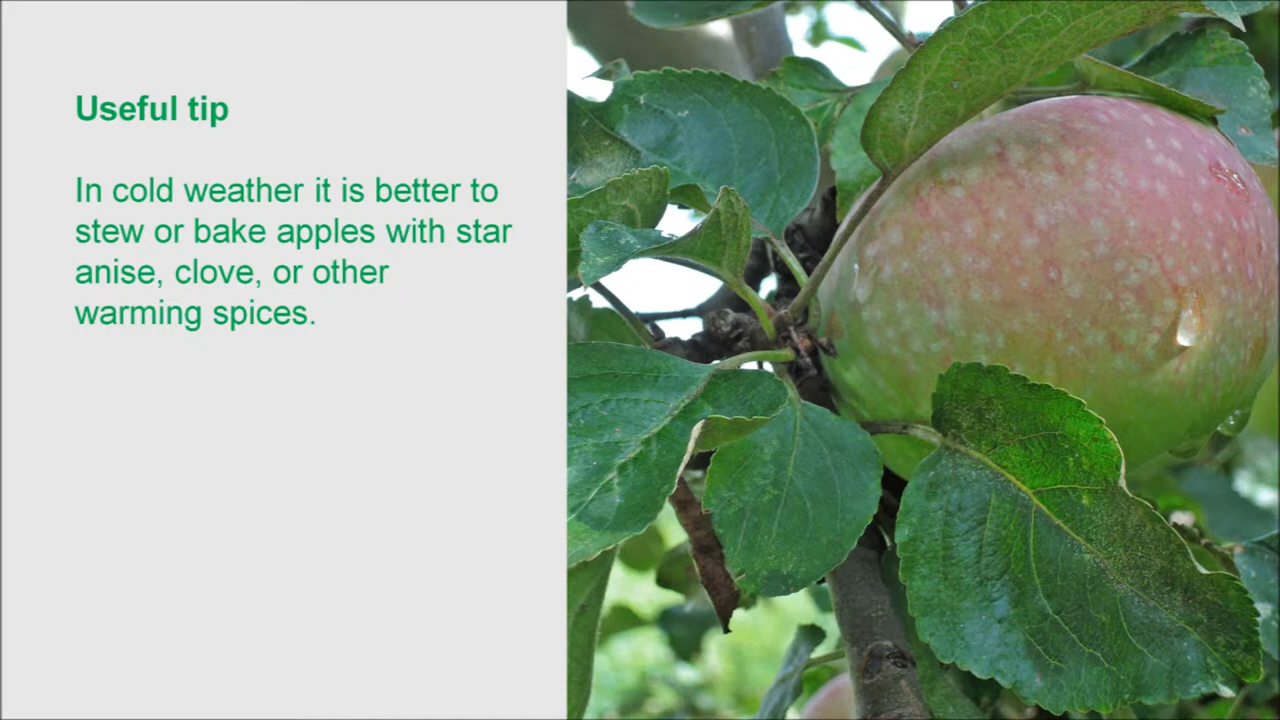 Useful tip
In cold weather it is better to
stew or bake apples with star
anise, clove, or other
warming spices.